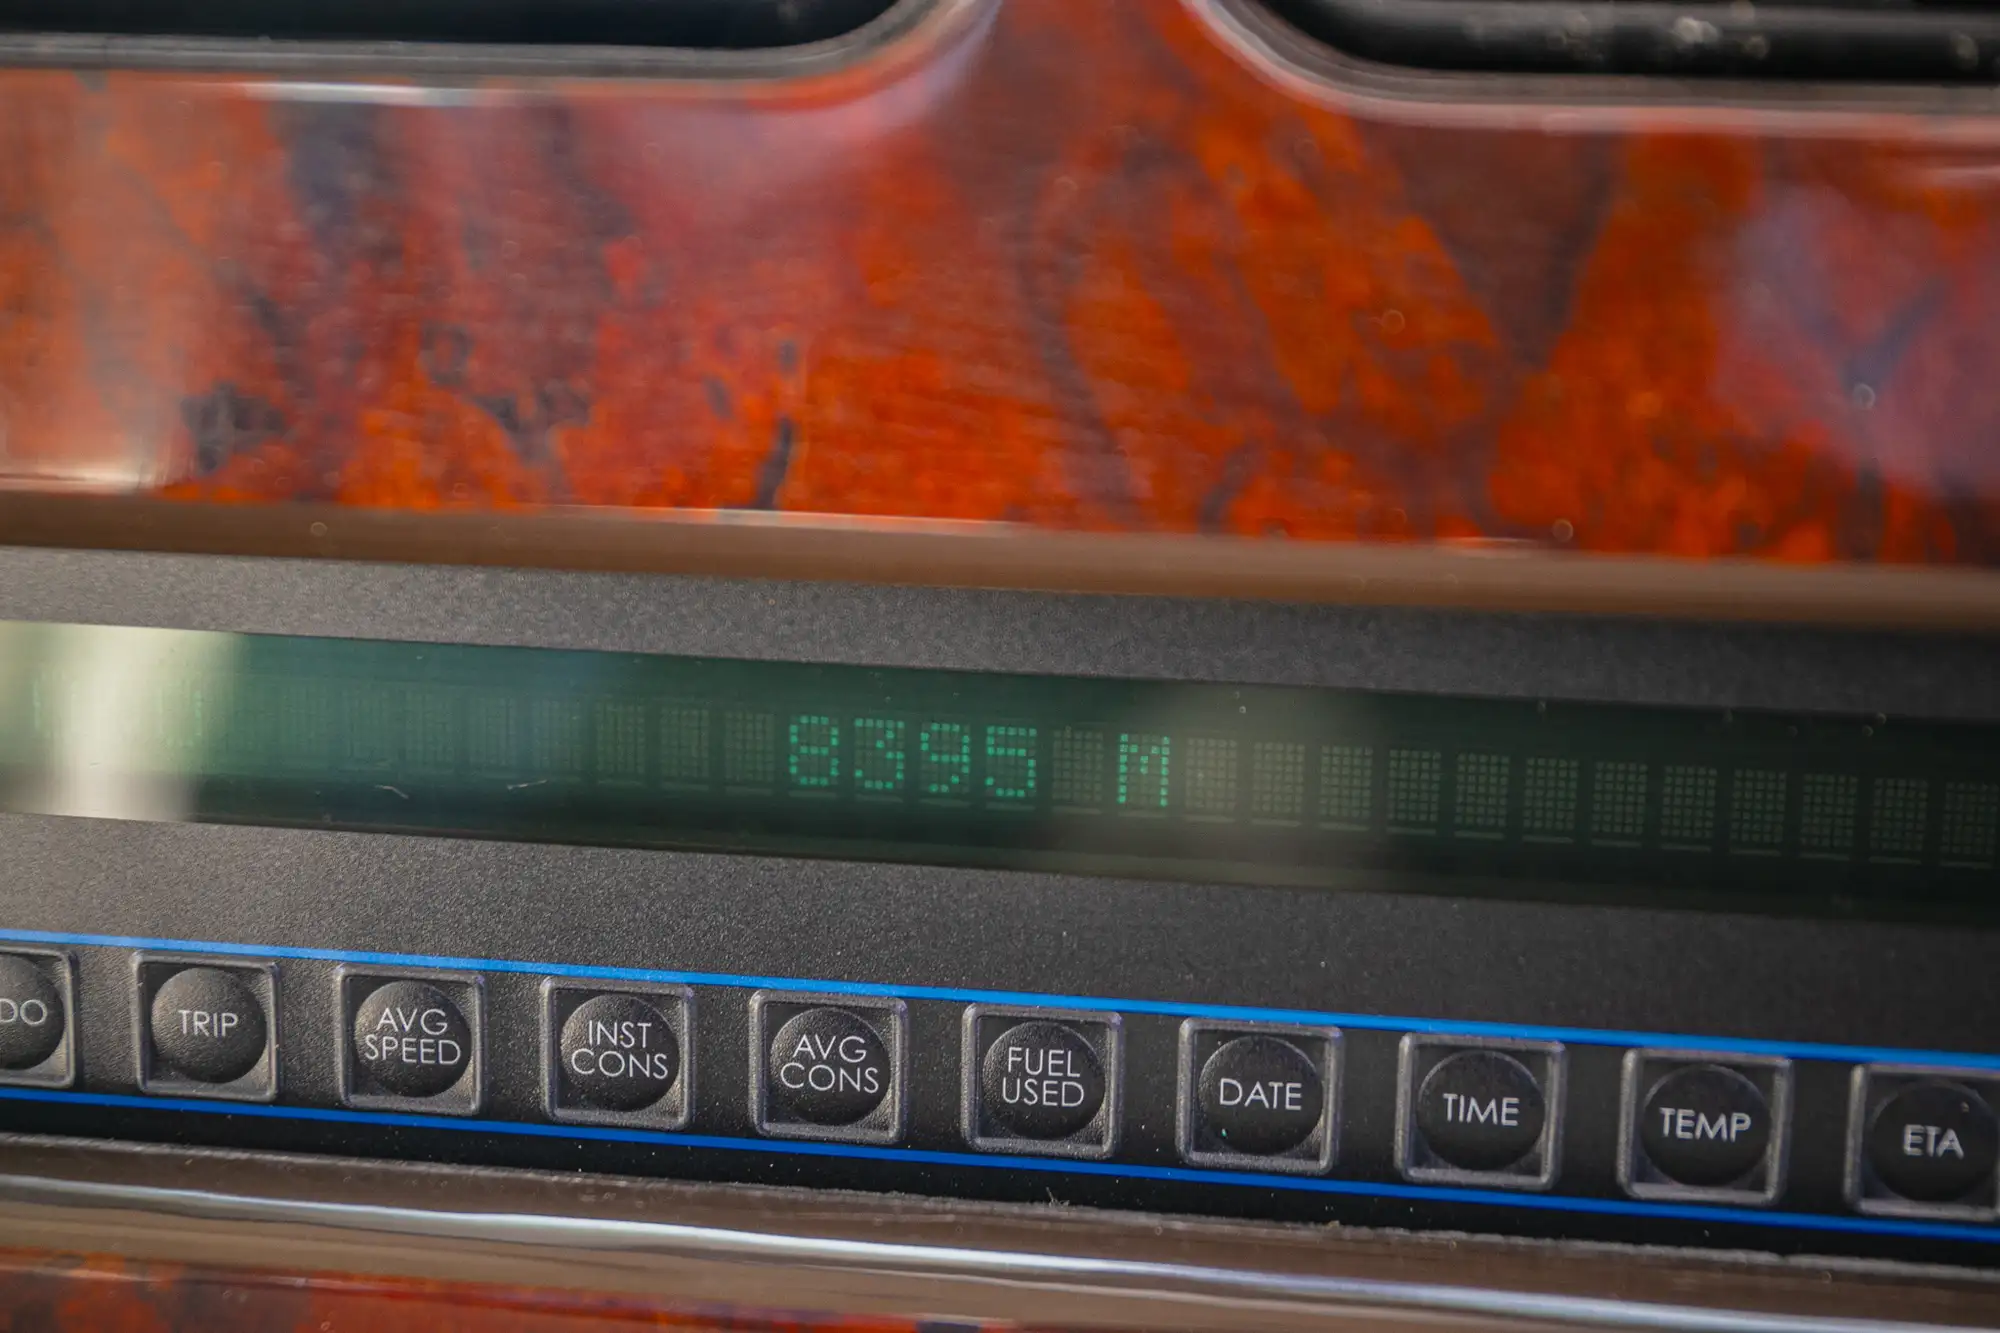 8395 M
DO
TRIP
AVG
SPEED
INST
CONS
AVG
CONS
FUEL
USED
DATE
TIME
TEMP
ETA